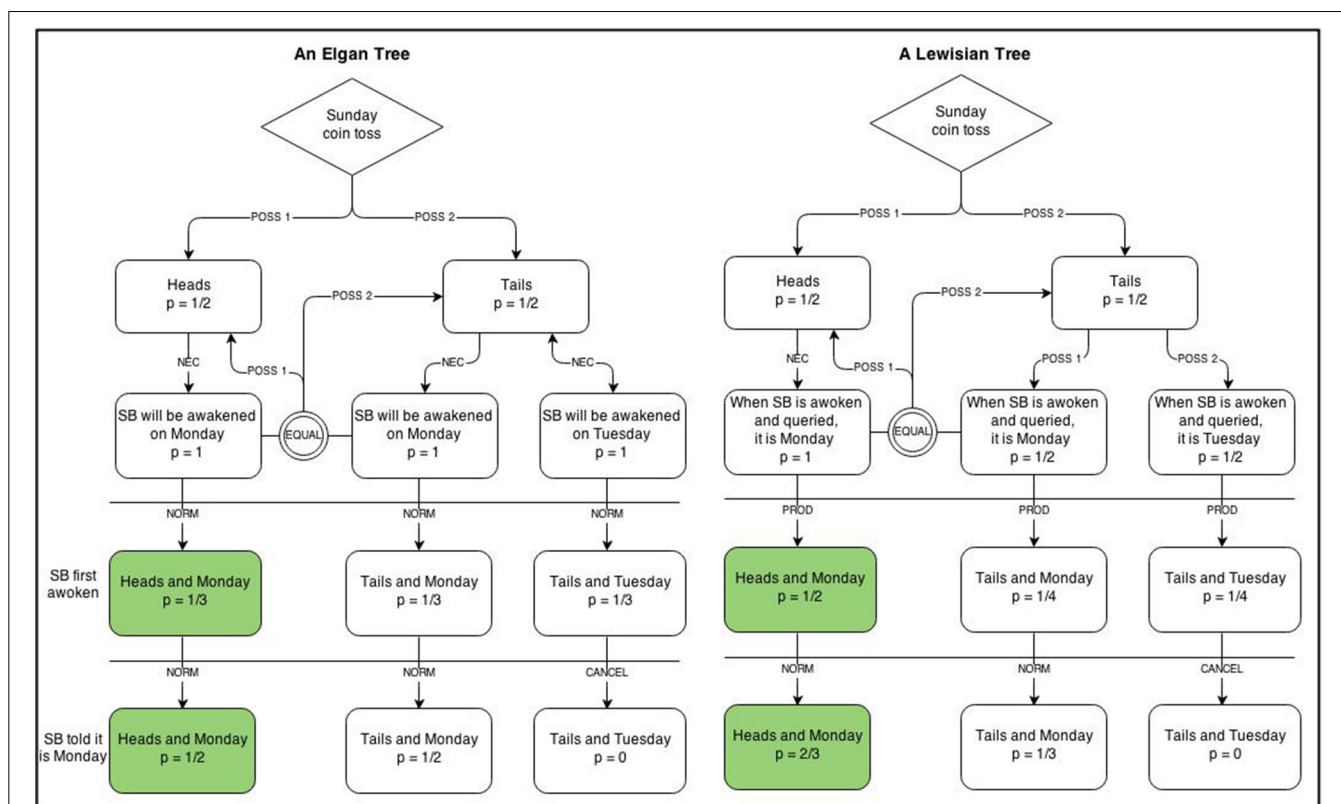 An Elgan Tree
Sunday
coin toss
POSS 1
POSS 2
Heads
p = 1/2
Tails
p = 1/2
POSS 2
NEC
POSS 1
NEC
NEC
SB will be awakened
on Monday
p = 1
EQUAL
SB will be awakened
on Monday
p = 1
SB will be awakened
on Tuesday
p = 1
NORM
NORM
NORM
SB first
awoken
Heads and Monday
p = 1/3
Tails and Monday
p = 1/3
Tails and Tuesday
p = 1/3
NORM
NORM
CANCEL
SB told it
is Monday
Heads and Monday
p = 1/2
Tails and Monday
p = 1/2
Tails and Tuesday
p = 0
A Lewisian Tree
Sunday
coin toss
POSS 1
POSS 2
Heads
p = 1/2
Tails
p = 1/2
POSS 2
NEC
POSS 1
POSS 1
POSS 2
When SB is awoken
and queried,
it is Monday
p = 1
EQUAL
When SB is awoken
and queried,
it is Monday
p = 1/2
When SB is awoken
and queried,
it is Tuesday
p = 1/2
PROD
PROD
PROD
Heads and Monday
p = 1/2
Tails and Monday
p = 1/4
Tails and Tuesday
p = 1/4
NORM
NORM
CANCEL
Heads and Monday
p = 2/3
Tails and Monday
p = 1/3
Tails and Tuesday
p = 0